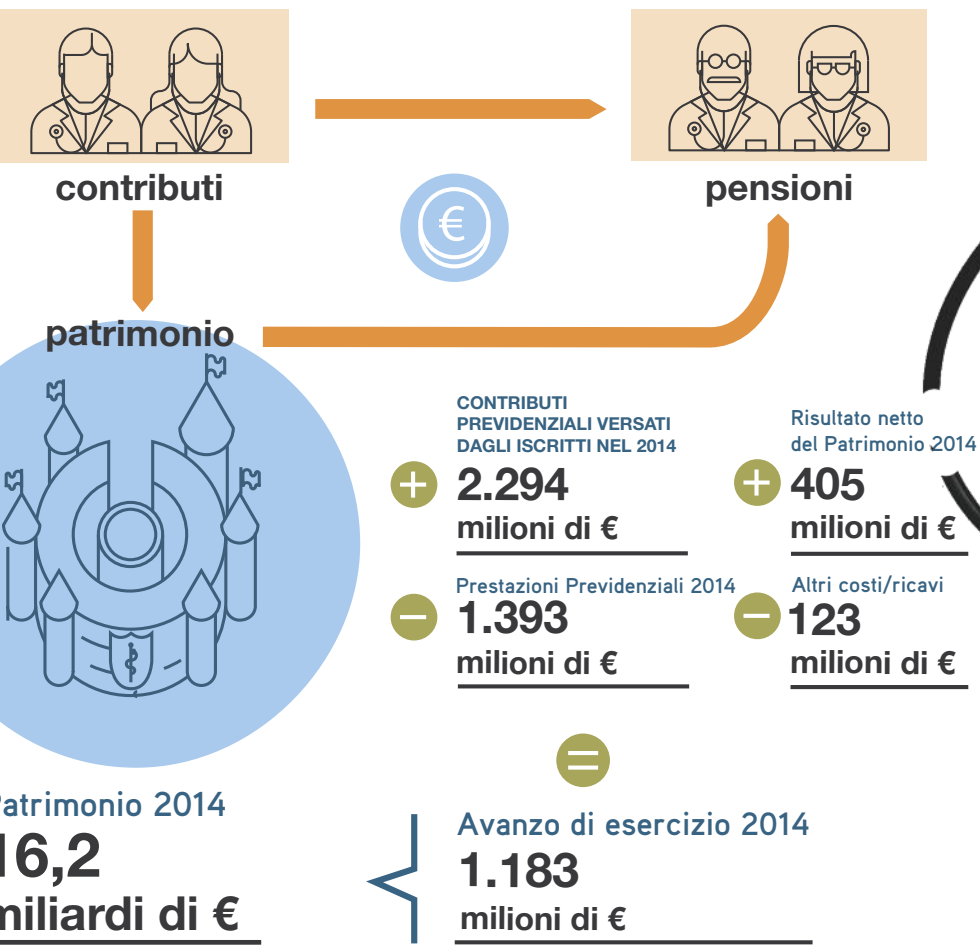 contributi
pensioni
€
patrimonio
CONTRIBUTI
PREVIDENZIALI VERSATI
DAGLI ISCRITTI NEL 2014
+ 2.294
milioni di €
Risultato netto
del Patrimonio 2014
+ 405
milioni di €
Prestazioni Previdenziali 2014
− 1.393
milioni di €
Altri costi/ricavi
− 123
milioni di €
=
Patrimonio 2014
16,2
miliardi di €
Avanzo di esercizio 2014
1.183
milioni di €